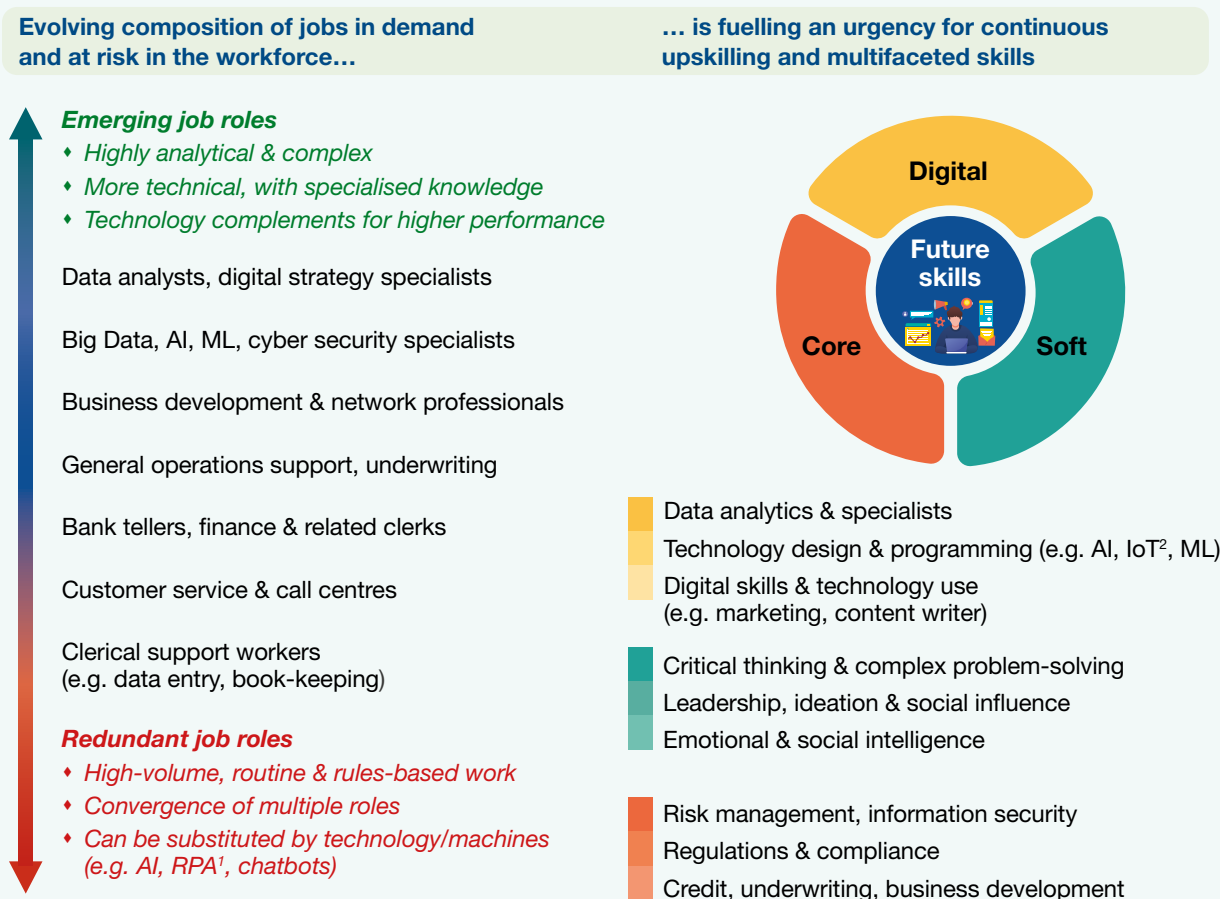 Evolving composition of jobs in demand
and at risk in the workforce…
… is fuelling an urgency for continuous
upskilling and multifaceted skills
Emerging job roles
♦ Highly analytical & complex
♦ More technical, with specialised knowledge
♦ Technology complements for higher performance
Data analysts, digital strategy specialists
Big Data, AI, ML, cyber security specialists
Business development & network professionals
General operations support, underwriting
Bank tellers, finance & related clerks
Customer service & call centres
Clerical support workers
(e.g. data entry, book-keeping)
Redundant job roles
♦ High-volume, routine & rules-based work
♦ Convergence of multiple roles
♦ Can be substituted by technology/machines
(e.g. AI, RPA¹, chatbots)
Digital
Future
skills
Core
Soft
Data analytics & specialists
Technology design & programming (e.g. AI, IoT², ML)
Digital skills & technology use
(e.g. marketing, content writer)
Critical thinking & complex problem-solving
Leadership, ideation & social influence
Emotional & social intelligence
Risk management, information security
Regulations & compliance
Credit, underwriting, business development